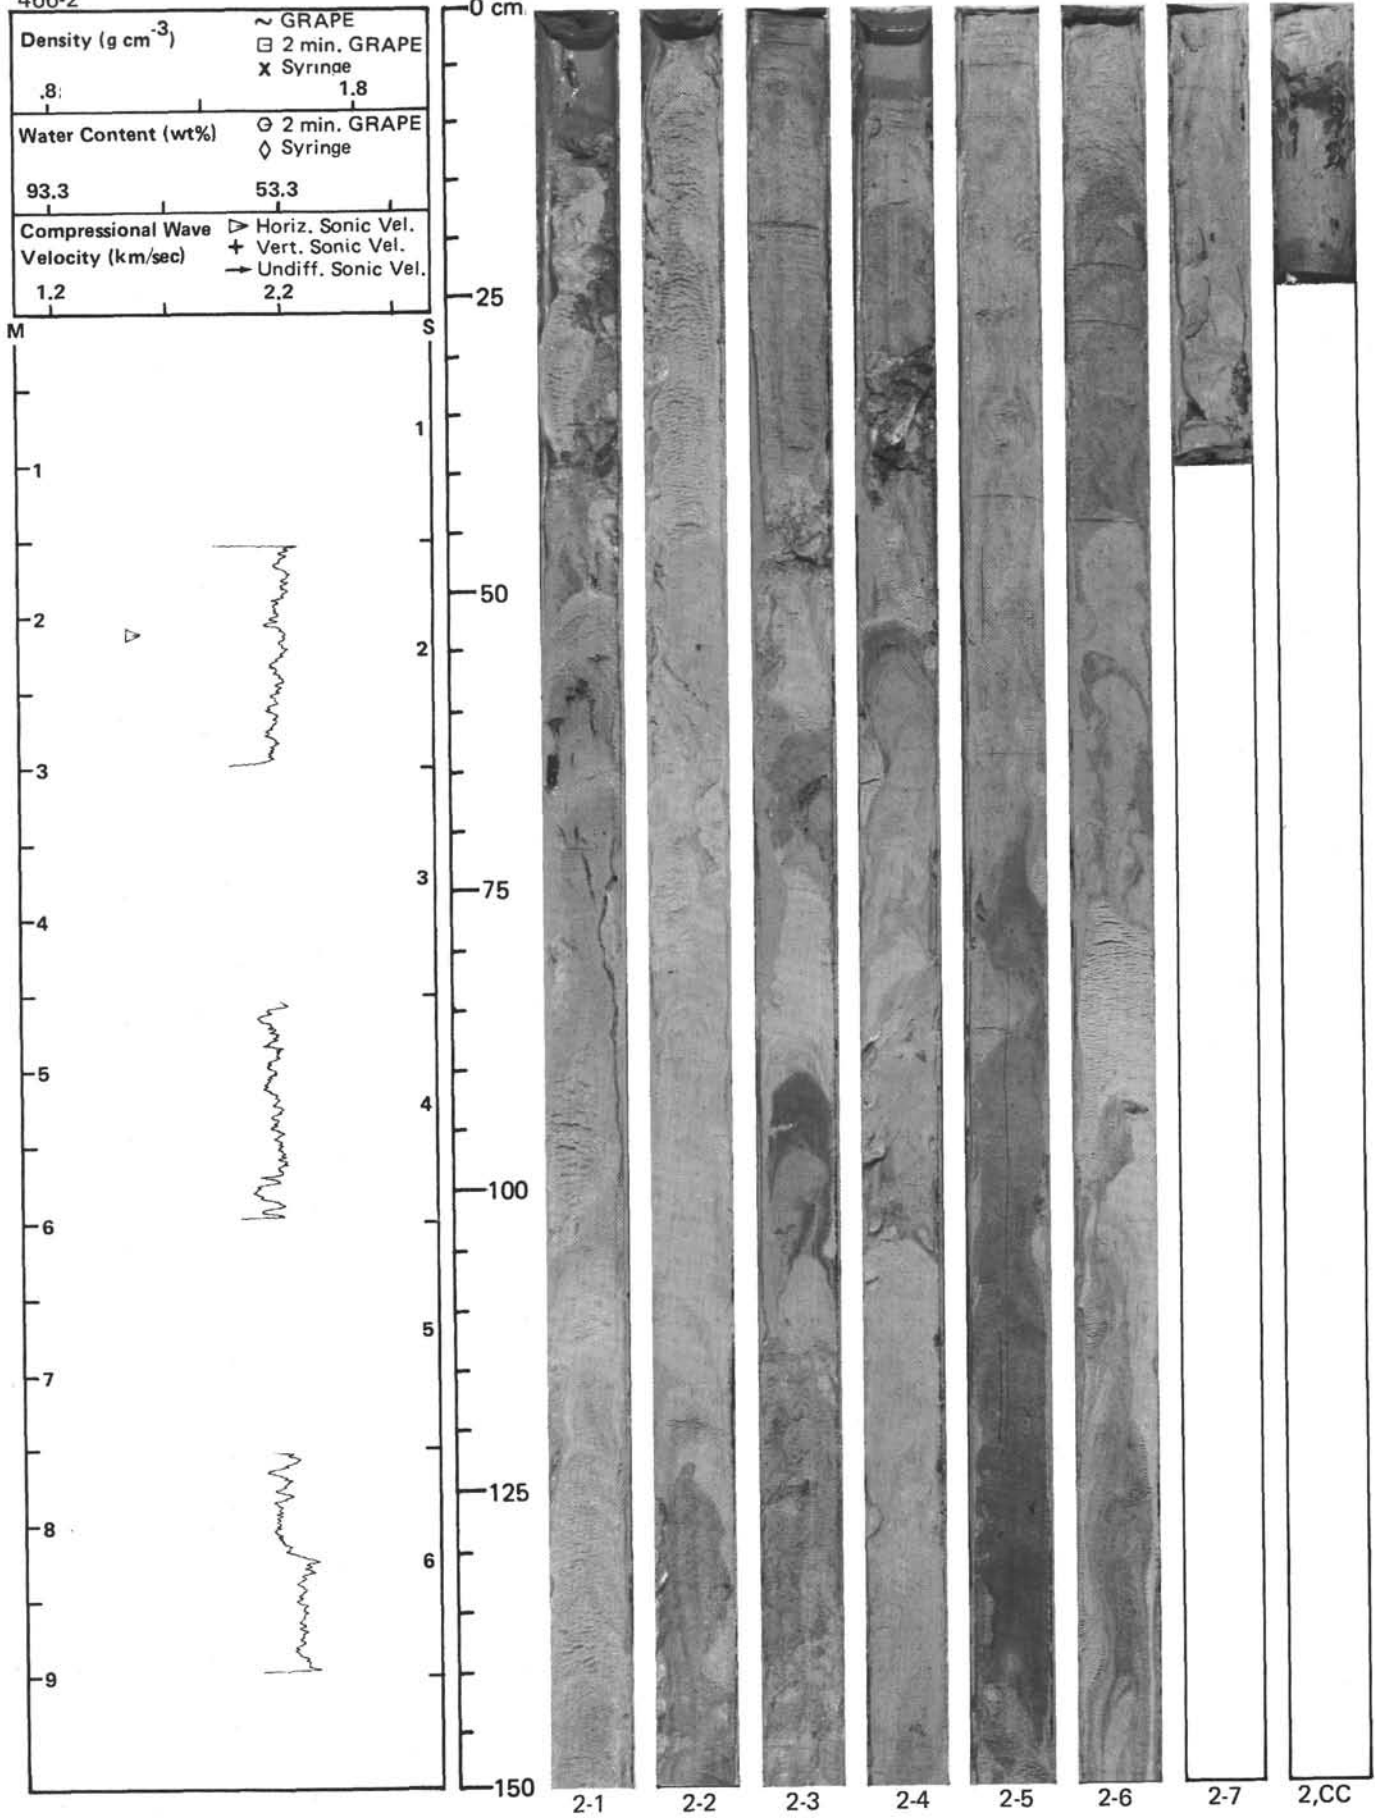 466-2
Density (g cm-3)
~ GRAPE
⊡ 2 min. GRAPE
x Syringe
.8 1.8
Water Content (wt%)
⊖ 2 min. GRAPE
◊ Syringe
93.3 53.3
Compressional Wave
Velocity (km/sec)
▷ Horiz. Sonic Vel.
+ Vert. Sonic Vel.
→ Undiff. Sonic Vel.
1.2 2.2
M S
1
2
3
4
5
6
7
8
9
1
2
3
4
5
6
0 cm
25
50
75
100
125
150
2-1 2-2 2-3 2-4 2-5 2-6 2-7 2,CC